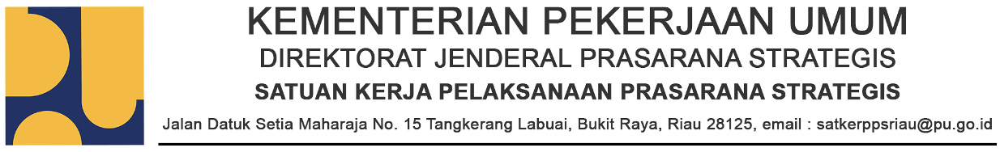 KEMENTERIAN PEKERJAAN UMUM
DIREKTORAT JENDERAL PRASARANA STRATEGIS
SATUAN KERJA PELAKSANAAN PRASARANA STRATEGIS
Jalan Datuk Setia Maharaja No. 15 Tangkerang Labuai, Bukit Raya, Riau 28125, email : satkerppsriau@pu.go.id